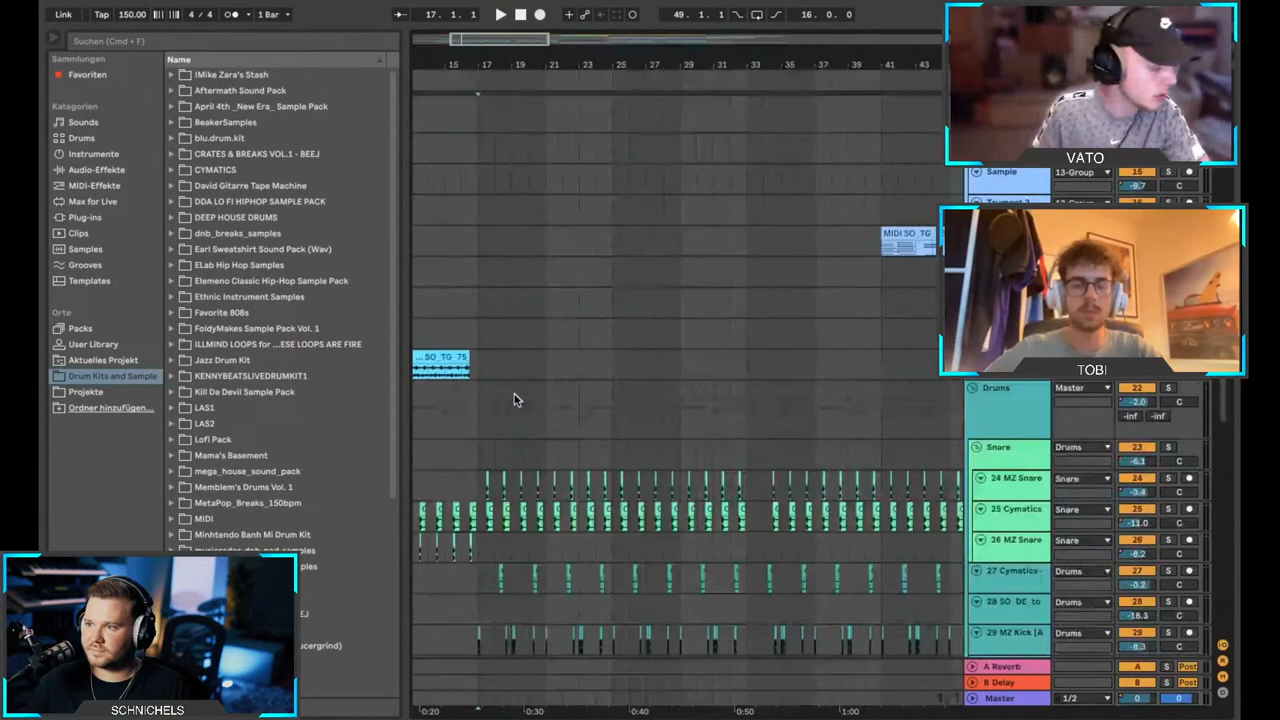 Link Tap 150.00 4 / 4 1 Bar 17. 1. 1 49. 1. 1 16. 0. 0
Suchen (Cmd + F)
Sammlungen
Favoriten
Kategorien
Sounds
Drums
Instrumente
Audio-Effekte
MIDI-Effekte
Max for Live
Plug-ins
Clips
Samples
Grooves
Templates
Orte
Packs
User Library
Aktuelles Projekt
Drum Kits and Sample
Projekte
Ordner hinzufügen...
Name
!Mike Zara's Stash
Aftermath Sound Pack
April 4th _New Era_ Sample Pack
BeakerSamples
blu.drum.kit
CRATES & BREAKS VOL.1 - BEEJ
CYMATICS
David Gitarre Tape Machine
DDA LO FI HIPHOP SAMPLE PACK
DEEP HOUSE DRUMS
dnb_breaks_samples
Earl Sweatshirt Sound Pack (Wav)
ELab Hip Hop Samples
Elemeno Classic Hip-Hop Sample Pack
Ethnic Instrument Samples
Favorite 808s
FoldyMakes Sample Pack Vol. 1
ILLMIND LOOPS for ...ESE LOOPS ARE FIRE
Jazz Drum Kit
KENNYBEATSLIVEDRUMKIT1
Kill Da Devil Sample Pack
LAS1
LAS2
Lofi Pack
Mama's Basement
mega_house_sound_pack
Memblem's Drums Vol. 1
MetaPop_Breaks_150bpm
MIDI
Minhtendo Banh Mi Drum Kit
15 17 19 21 23 25 27 29 31 33 35 37 39 41 43
MIDI SO_TG
... SO_TG_75
0:20 0:30 0:40 0:50 1:00
VATO
Sample 13-Group 15 S
-9.7 C
TOBI
Drums Master 22 S
-2.0 C
-inf -inf
Snare Drums 23 S
-6.1 C
24 MZ Snare Snare 24 S
-3.4 C
25 Cymatics Snare 25 S
-11.0 C
26 MZ Snare Snare 26 S
-8.2 C
27 Cymatics- Drums 27 S
-0.2 C
28 SO_DE_to Drums 28 S
-18.3 C
29 MZ Kick [A Drums 29 S
-8.3 C
A Reverb A S Post
B Delay B S Post
Master 1/2 0 0
SCHNICHELS